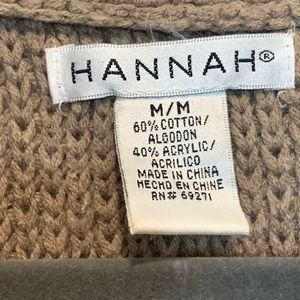 HANNAH®
M/M
60% COTTON/
ALGODON
40% ACRYLIC/
ACRILICO
MADE IN CHINA
HECHO EN CHINE
RN# 69271